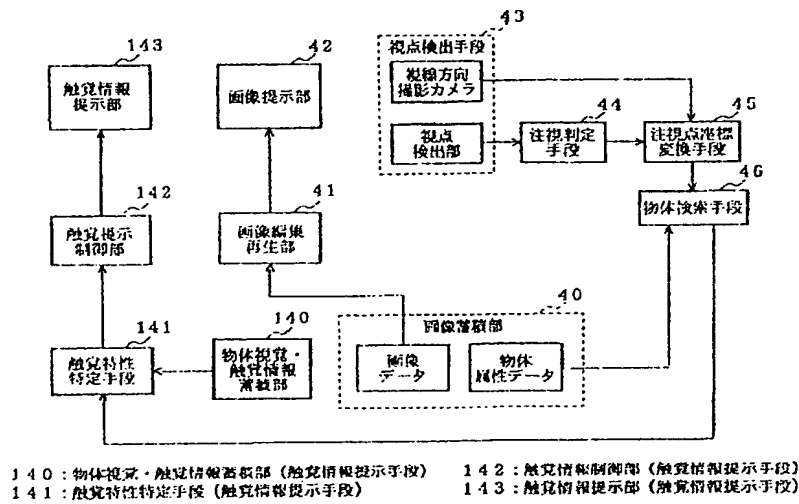 143
触覚情報
提示部
42
画像提示部
43
視点検出手段
視線方向
撮影カメラ
視点
検出部
44
注視判定
手段
45
注視点座標
変換手段
46
物体検索手段
142
触覚提示
制御部
41
画像編集
再生部
141
触覚特性
特定手段
140
物体視覚・
触覚情報
蓄積部
40
画像蓄積部
画像
データ
物体
属性データ
140:物体視覚・触覚情報蓄積部(触覚情報提示手段)
141:触覚特性特定手段(触覚情報提示手段)
142:触覚情報制御部(触覚情報提示手段)
143:触覚情報提示部(触覚情報提示手段)